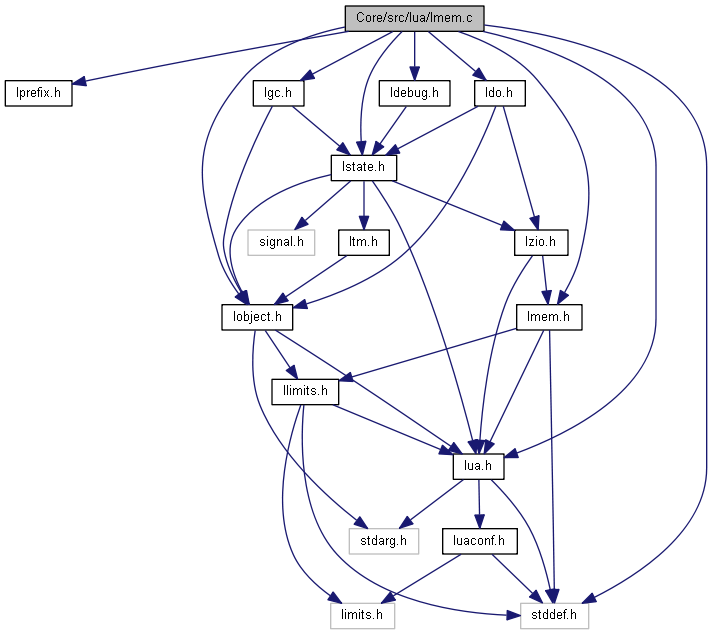 Core/src/lua/lmem.c
lprefix.h
lgc.h
ldebug.h
ldo.h
lstate.h
signal.h
ltm.h
lzio.h
lobject.h
lmem.h
llimits.h
lua.h
stdarg.h
luaconf.h
limits.h
stddef.h